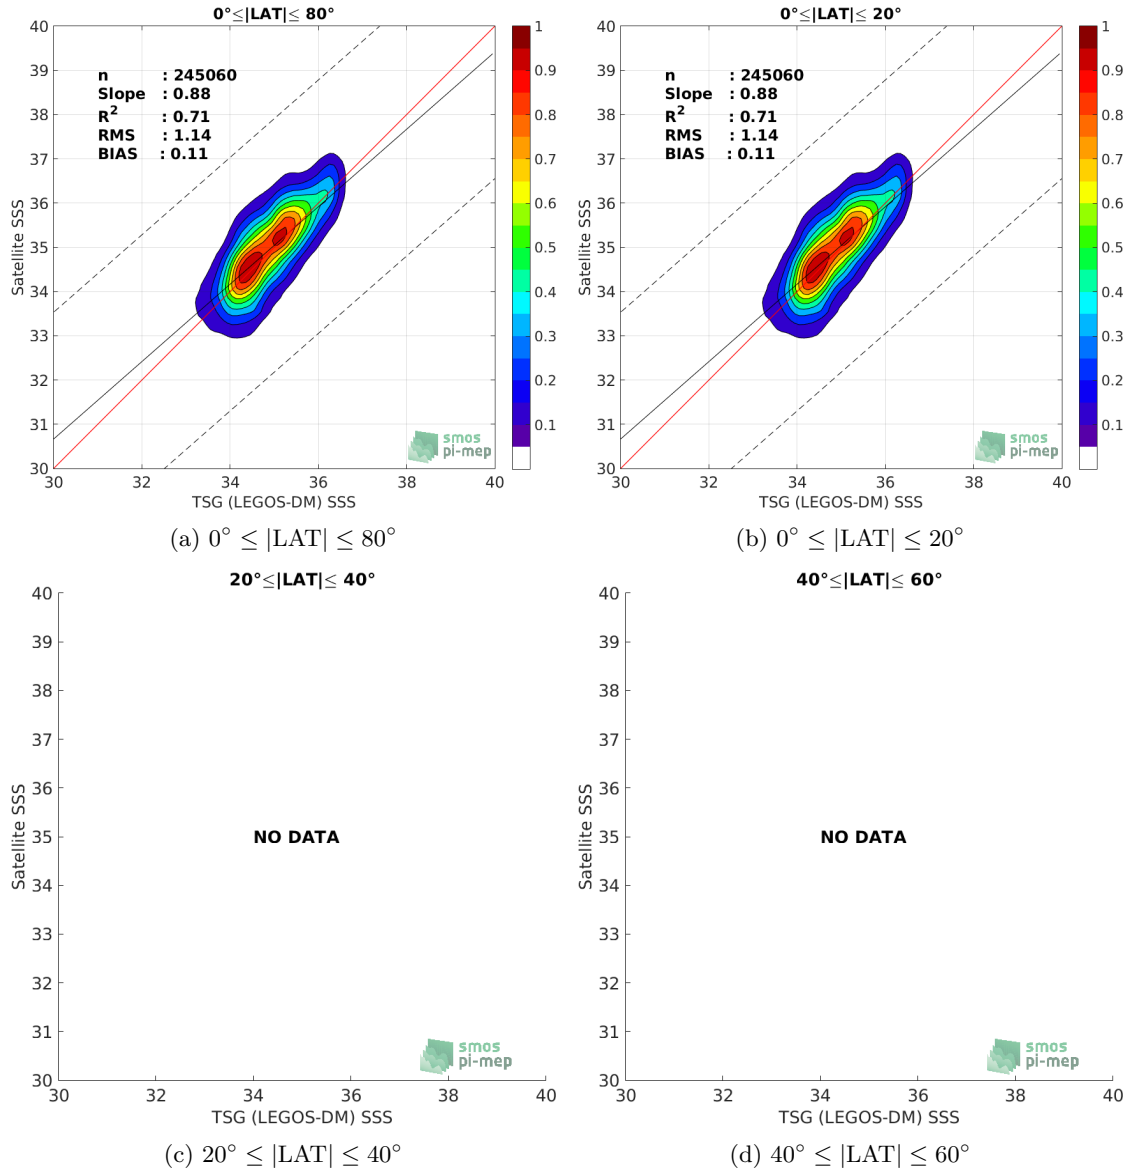 0°≤|LAT|≤ 80°
40
39
38
37
36
35
34
33
32
31
30
Satellite SSS
n : 245060
Slope : 0.88
R² : 0.71
RMS : 1.14
BIAS : 0.11
1
0.9
0.8
0.7
0.6
0.5
0.4
0.3
0.2
0.1
smos
pi-mep
30 32 34 36 38 40
TSG (LEGOS-DM) SSS
(a) 0° ≤ |LAT| ≤ 80°
0°≤|LAT|≤ 20°
40
39
38
37
36
35
34
33
32
31
30
Satellite SSS
n : 245060
Slope : 0.88
R² : 0.71
RMS : 1.14
BIAS : 0.11
1
0.9
0.8
0.7
0.6
0.5
0.4
0.3
0.2
0.1
smos
pi-mep
30 32 34 36 38 40
TSG (LEGOS-DM) SSS
(b) 0° ≤ |LAT| ≤ 20°
20°≤|LAT|≤ 40°
40
39
38
37
36
35
34
33
32
31
30
Satellite SSS
NO DATA
smos
pi-mep
30 32 34 36 38 40
TSG (LEGOS-DM) SSS
(c) 20° ≤ |LAT| ≤ 40°
40°≤|LAT|≤ 60°
40
39
38
37
36
35
34
33
32
31
30
Satellite SSS
NO DATA
smos
pi-mep
30 32 34 36 38 40
TSG (LEGOS-DM) SSS
(d) 40° ≤ |LAT| ≤ 60°